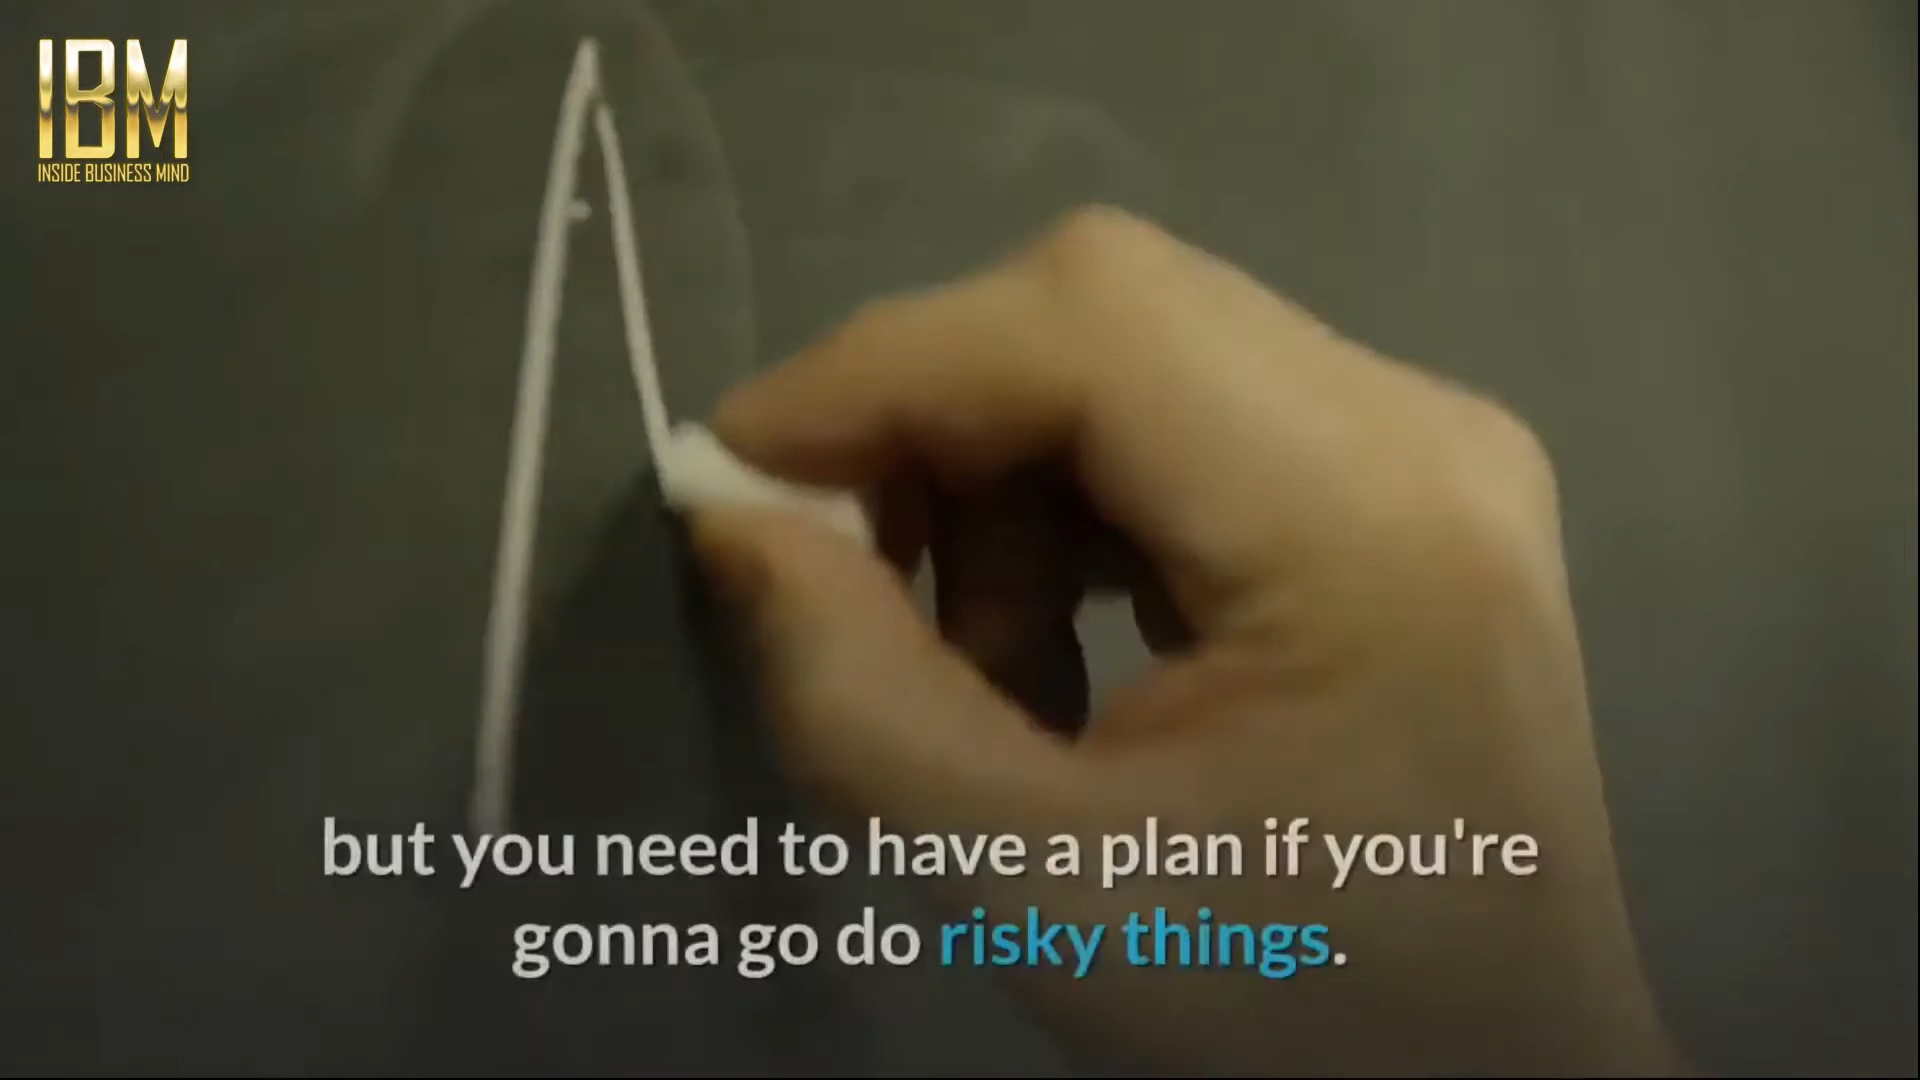 IBM
INSIDE BUSINESS MIND
but you need to have a plan if you're
gonna go do risky things.